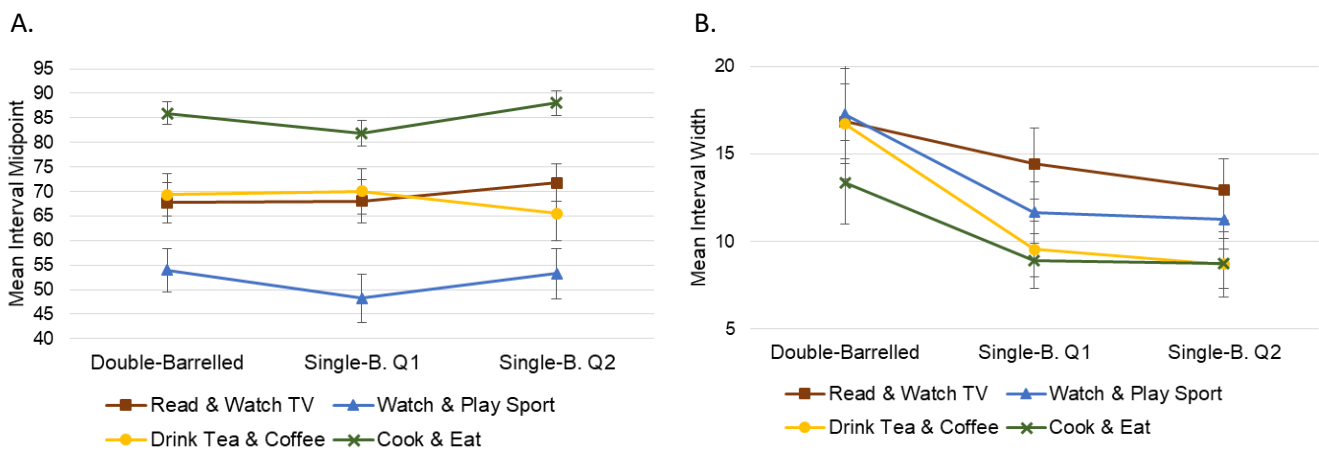 A.
Mean Interval Midpoint
95
90
85
80
75
70
65
60
55
50
45
40
Double-Barrelled Single-B. Q1 Single-B. Q2
Read & Watch TV Watch & Play Sport
Drink Tea & Coffee Cook & Eat
B.
Mean Interval Width
20
15
10
5
Double-Barrelled Single-B. Q1 Single-B. Q2
Read & Watch TV Watch & Play Sport
Drink Tea & Coffee Cook & Eat